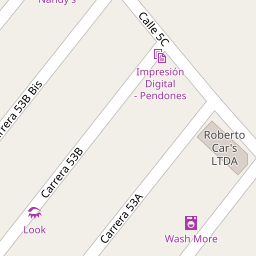 Nandy's
Calle 5C
Impresión
Digital
- Pendones
Carrera 53B Bis
Roberto
Car's
LTDA
Carrera 53B
Carrera 53A
Look
Wash More